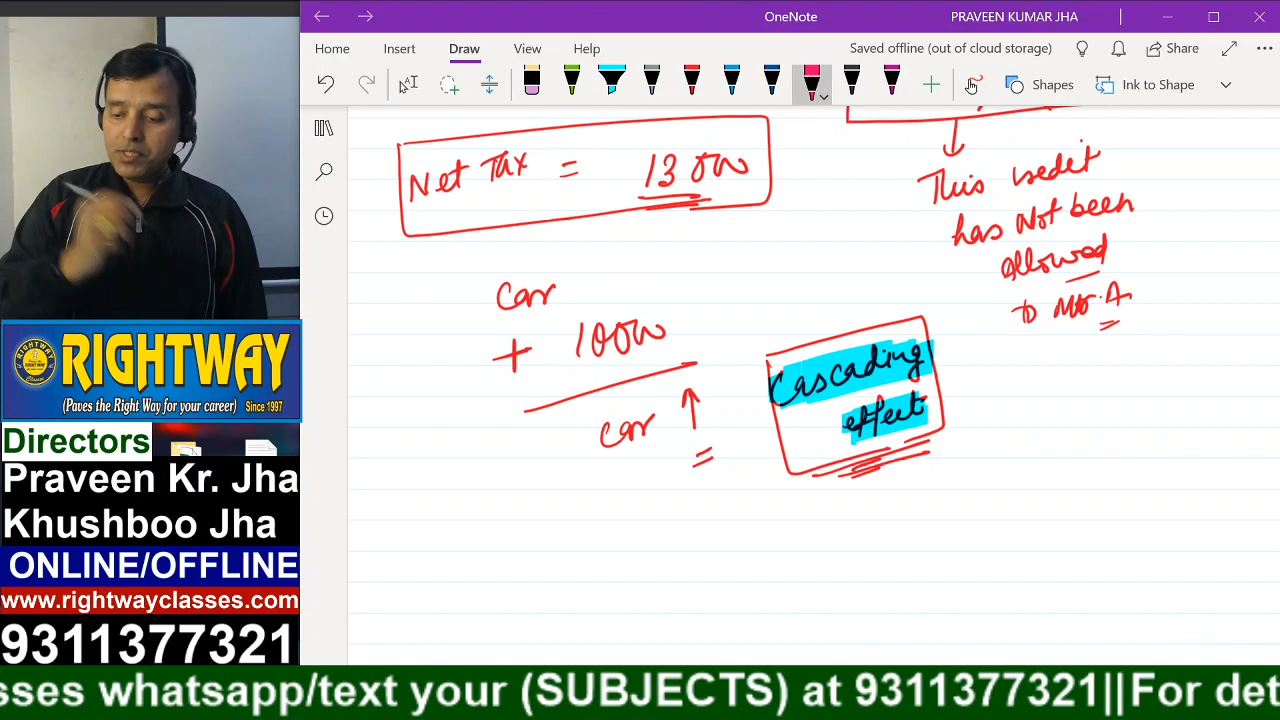 OneNote
PRAVEEN KUMAR JHA
Home Insert Draw View Help
Saved offline (out of cloud storage)
Share
Shapes
Ink to Shape
Net Tax = 13000
This credit
has Not been
allowed
to Mr. A
car
+ 10000
car
Cascading
effect
RIGHTWAY
(Paves the Right Way for your career) Since 1997
Directors
Praveen Kr. Jha
Khushboo Jha
ONLINE/OFFLINE
www.rightwayclasses.com
9311377321
sses whatsapp/text your (SUBJECTS) at 9311377321||For det